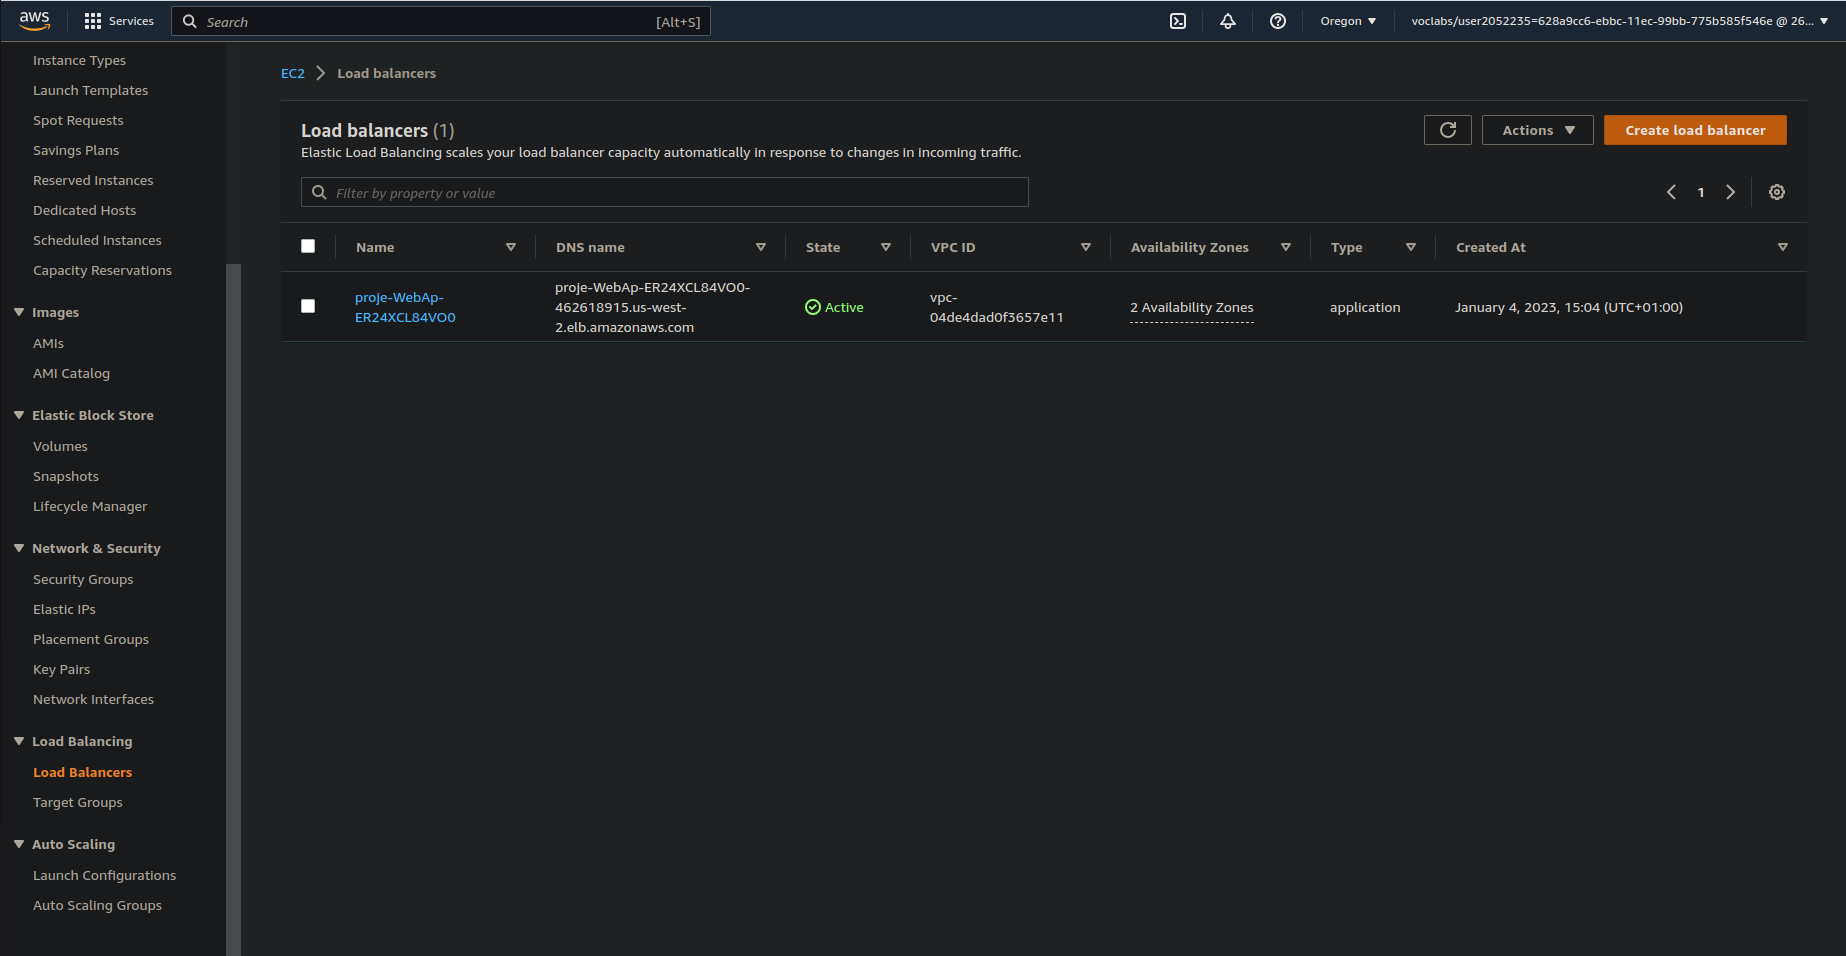 aws
Services
Search
[Alt+S]
Oregon
voclabs/user2052235=628a9cc6-ebbc-11ec-99bb-775b585f546e @ 26...
Instance Types
Launch Templates
Spot Requests
Savings Plans
Reserved Instances
Dedicated Hosts
Scheduled Instances
Capacity Reservations
Images
AMIs
AMI Catalog
Elastic Block Store
Volumes
Snapshots
Lifecycle Manager
Network & Security
Security Groups
Elastic IPs
Placement Groups
Key Pairs
Network Interfaces
Load Balancing
Load Balancers
Target Groups
Auto Scaling
Launch Configurations
Auto Scaling Groups
EC2
Load balancers
Load balancers (1)
Elastic Load Balancing scales your load balancer capacity automatically in response to changes in incoming traffic.
Actions
Create load balancer
Filter by property or value
1
Name
DNS name
State
VPC ID
Availability Zones
Type
Created At
proje-WebAp-
ER24XCL84VO0
proje-WebAp-ER24XCL84VO0-
462618915.us-west-
2.elb.amazonaws.com
Active
vpc-
04de4dad0f3657e11
2 Availability Zones
application
January 4, 2023, 15:04 (UTC+01:00)